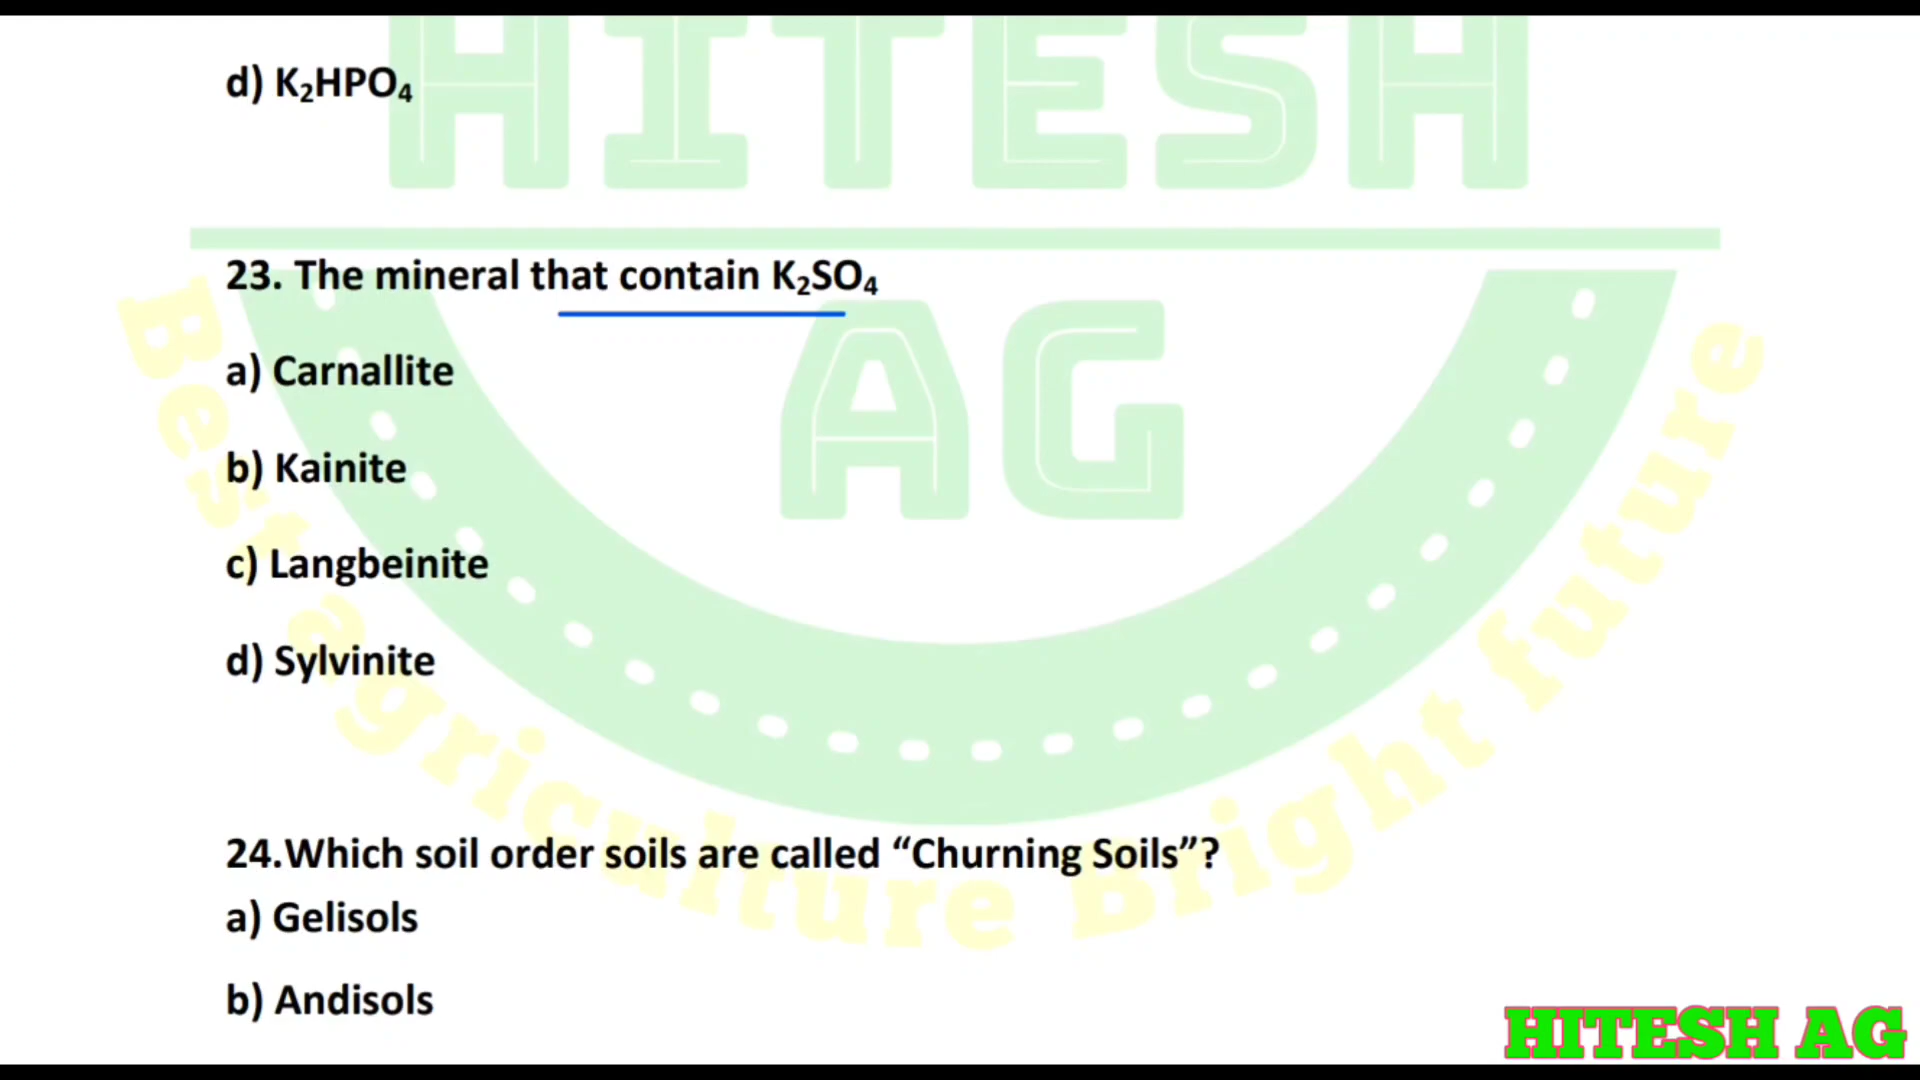 HITESH
d) K₂HPO₄
23. The mineral that contain K₂SO₄
AG
a) Carnallite
b) Kainite
c) Langbeinite
d) Sylvinite
Best agriculture Bright future
24.Which soil order soils are called “Churning Soils”?
a) Gelisols
b) Andisols
HITESH AG